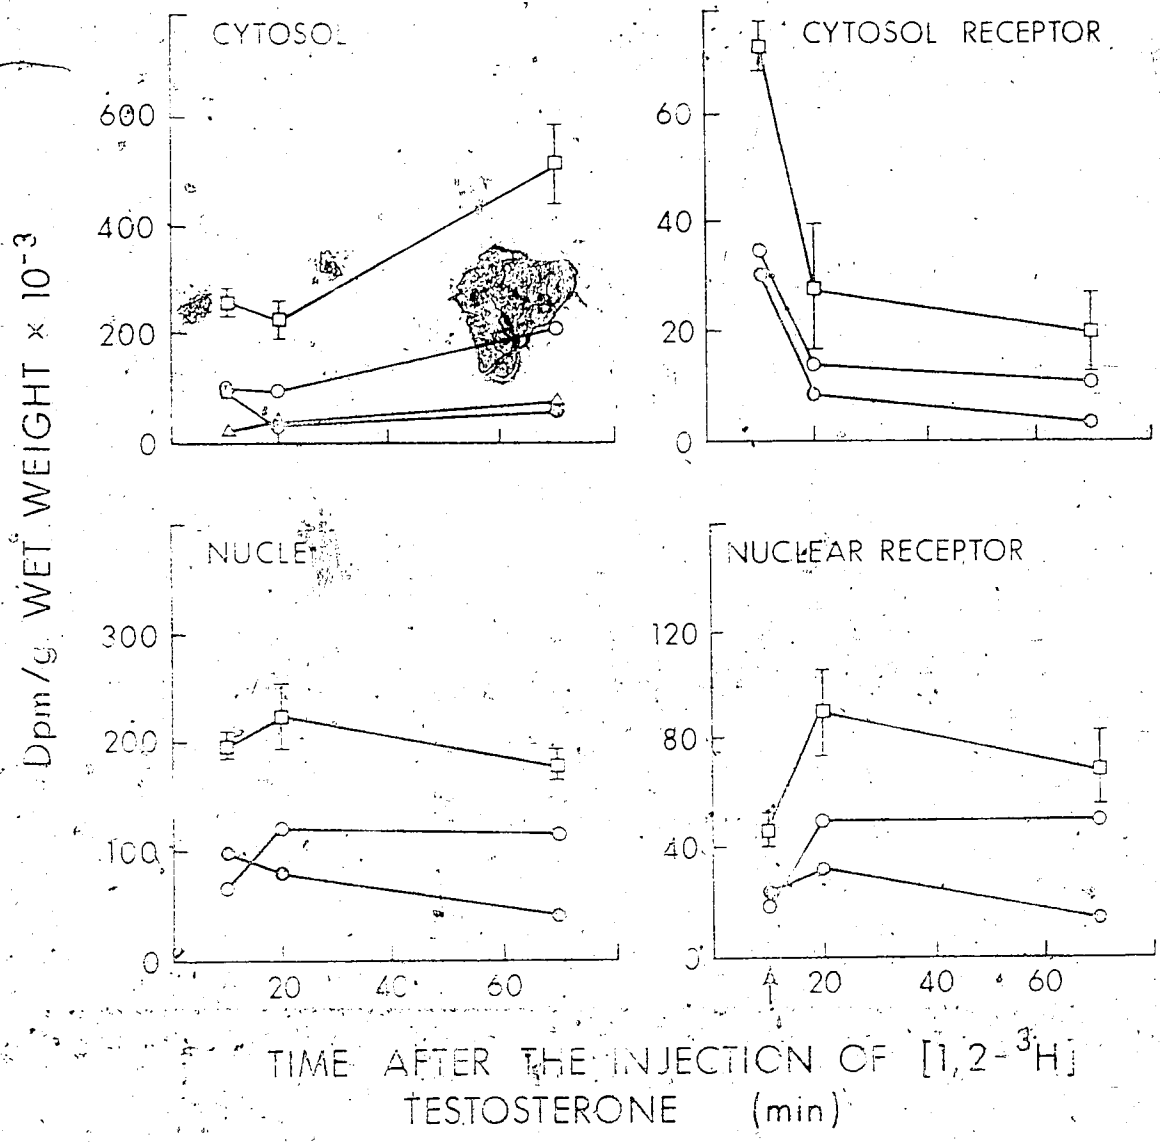 CYTOSOL
CYTOSOL RECEPTOR
600
400
200
0
60
40
20
0
Dpm/g WET WEIGHT × 10-3
NUCLE
NUCLEAR RECEPTOR
300
200
100
0
120
80
40
0
20 40 60
20 40 60
TIME AFTER THE INJECTION OF [1,2-3H]
TESTOSTERONE (min)